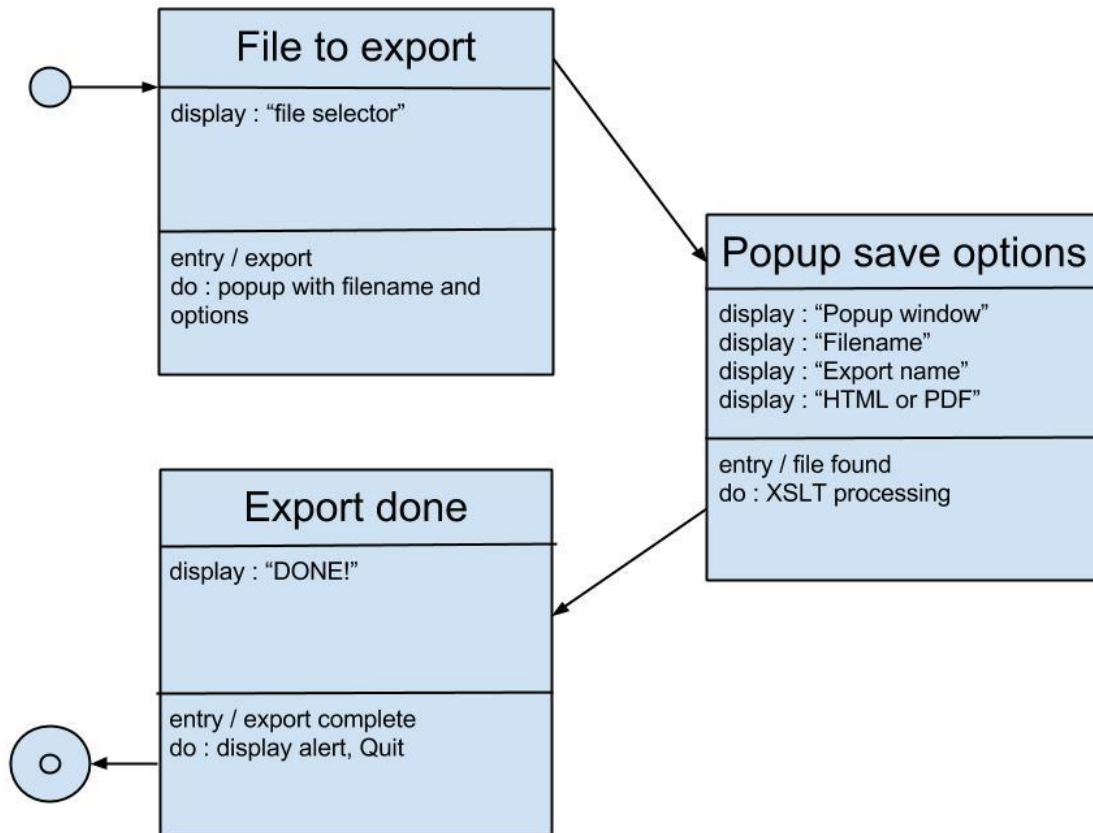 File to export
display : “file selector”
entry / export
do : popup with filename and
options
Popup save options
display : “Popup window”
display : “Filename”
display : “Export name”
display : “HTML or PDF”
entry / file found
do : XSLT processing
Export done
display : “DONE!”
entry / export complete
do : display alert, Quit